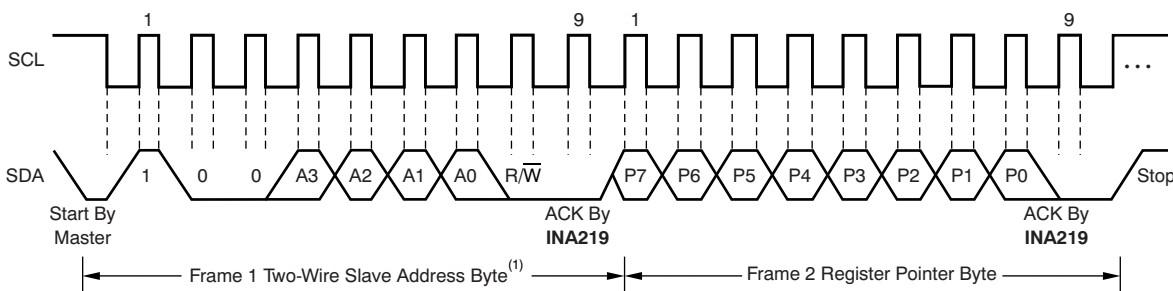 1 9 1 9
SCL ...
SDA 1 0 0 A3 A2 A1 A0 R/W̅ P7 P6 P5 P4 P3 P2 P1 P0 Stop
Start By ACK By ACK By
Master INA219 INA219
Frame 1 Two-Wire Slave Address Byte(1) Frame 2 Register Pointer Byte